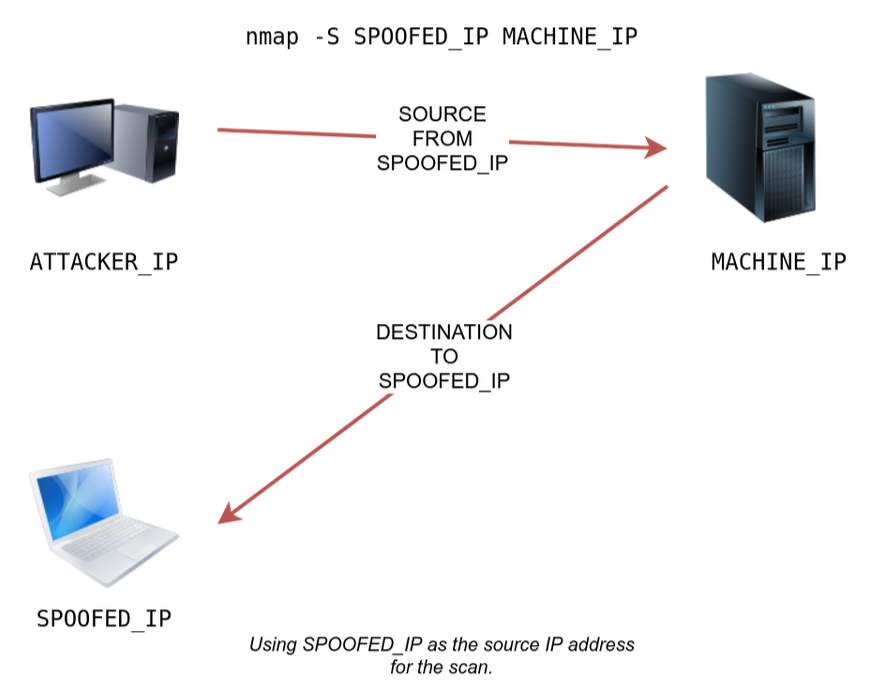 nmap -S SPOOFED_IP MACHINE_IP
SOURCE
FROM
SPOOFED_IP
ATTACKER_IP
MACHINE_IP
DESTINATION
TO
SPOOFED_IP
SPOOFED_IP
Using SPOOFED_IP as the source IP address
for the scan.